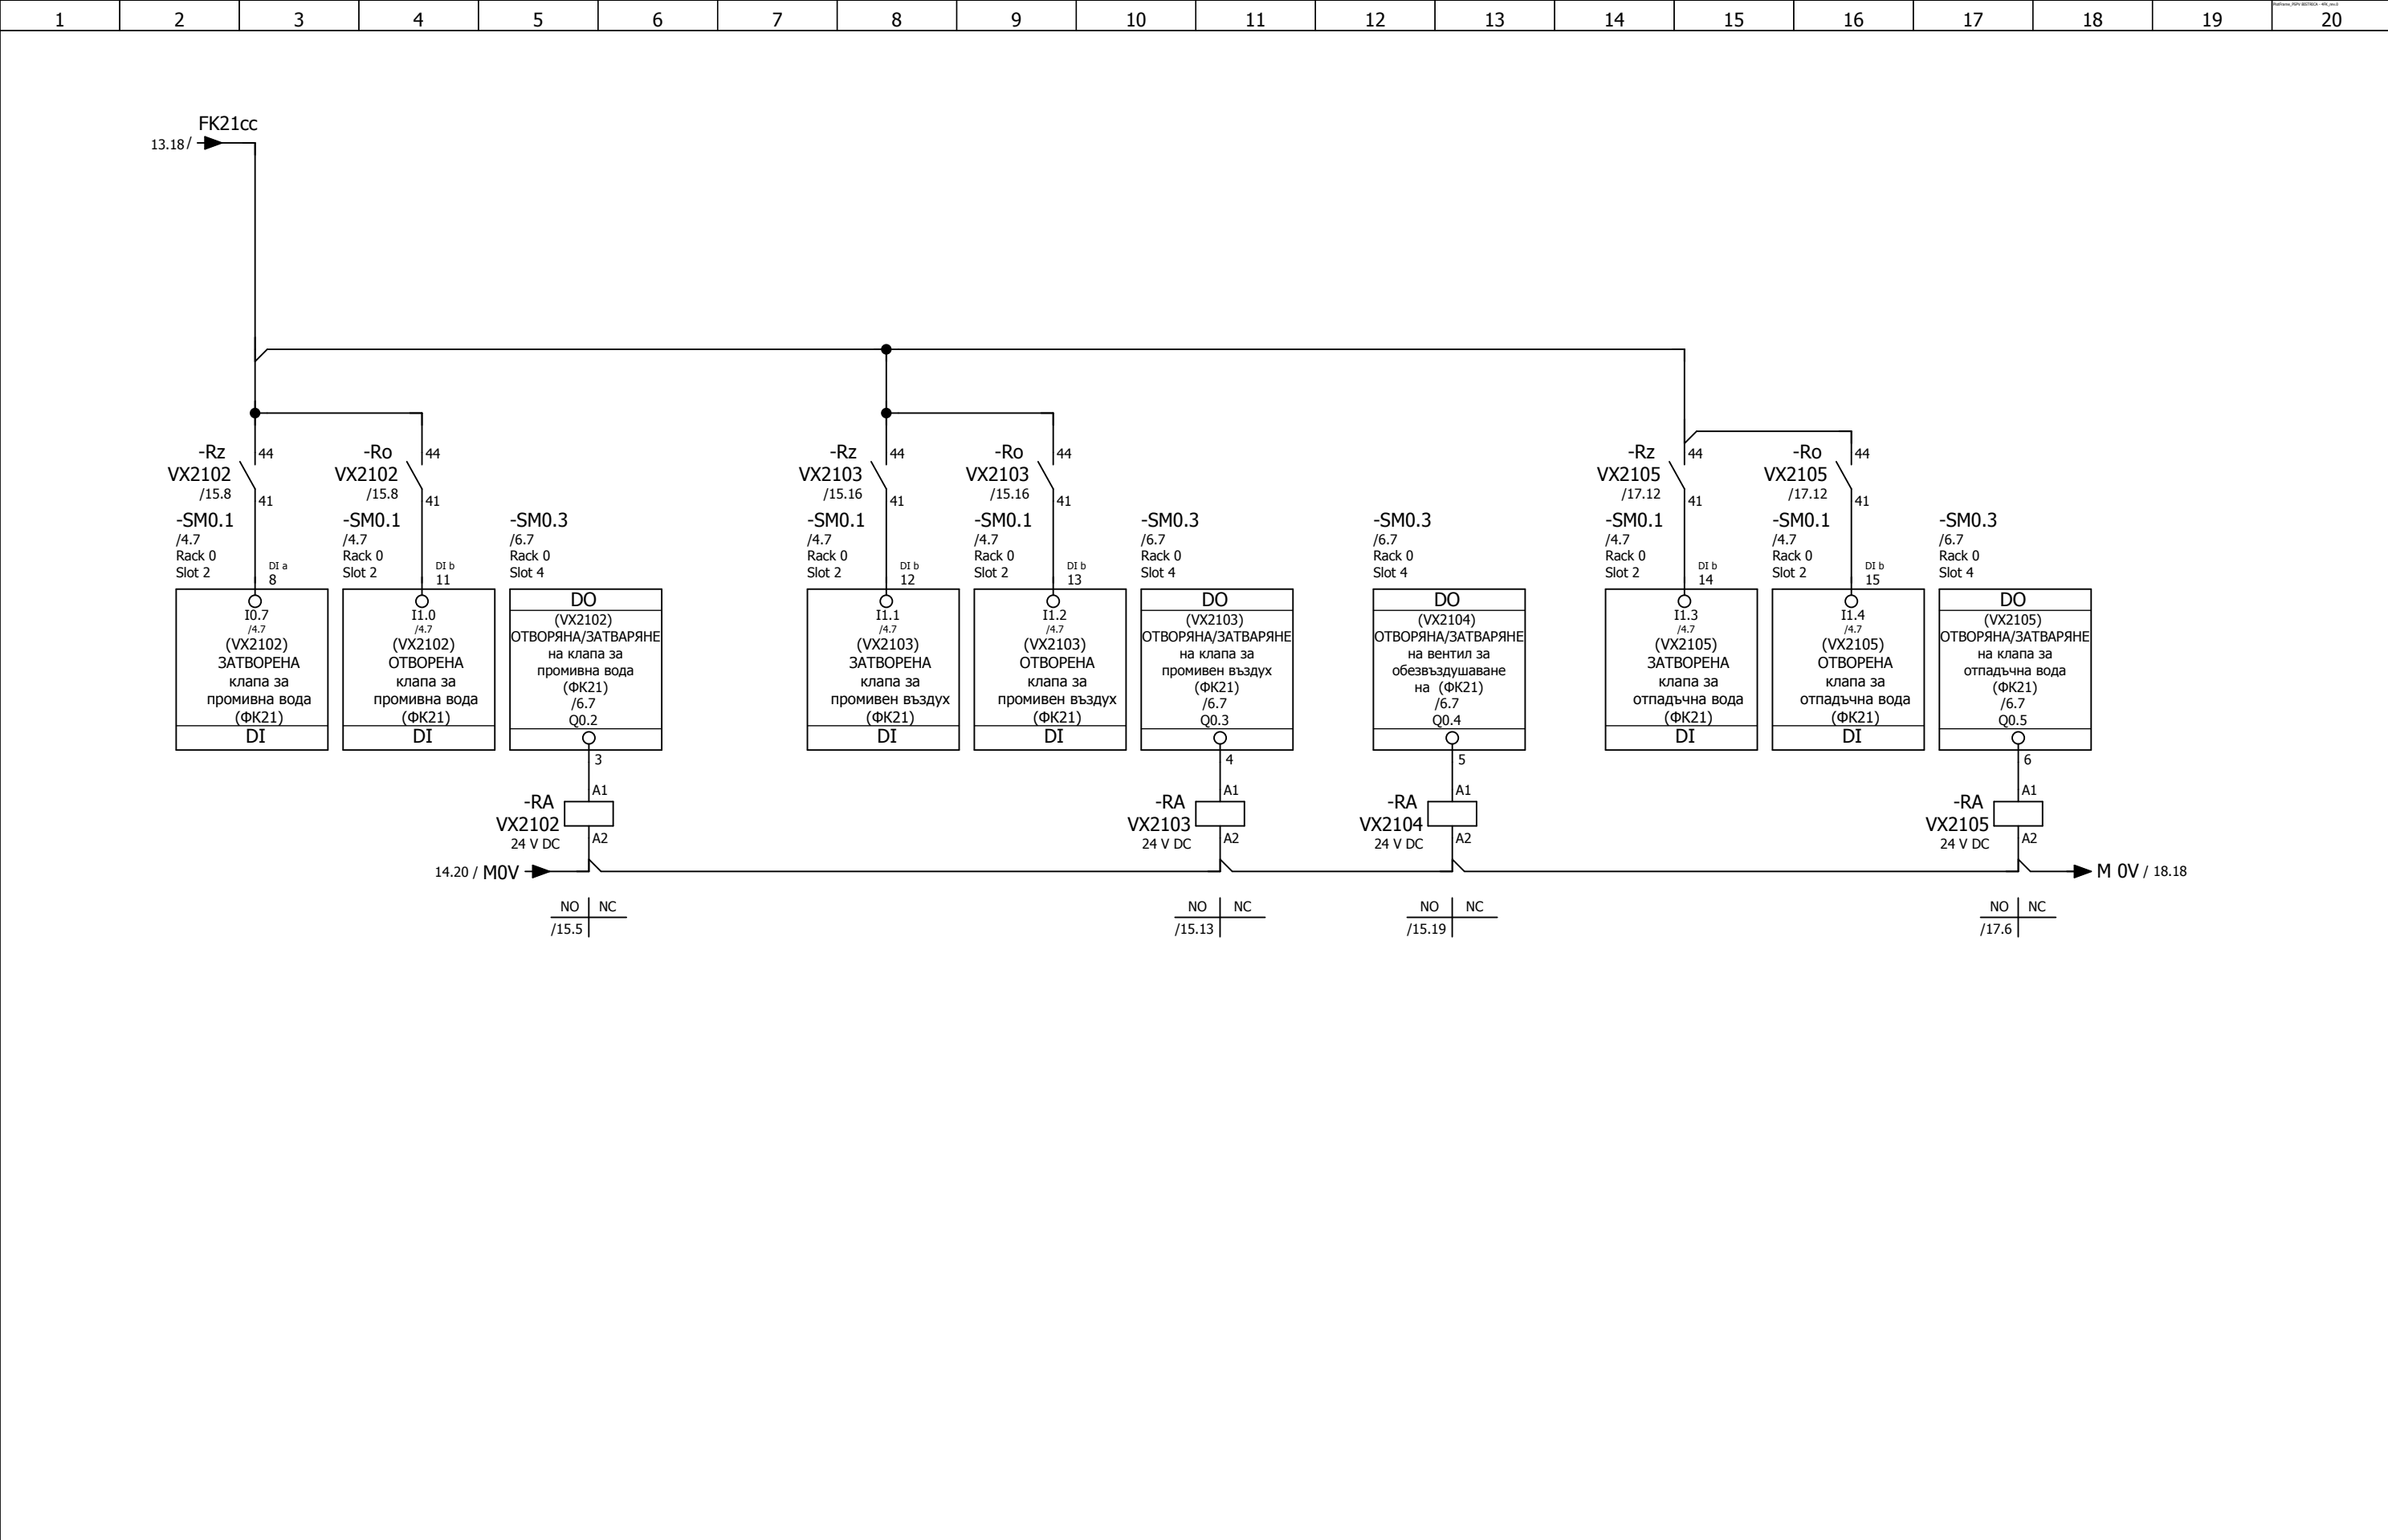 1 2 3 4 5 6 7 8 9 10 11 12 13 14 15 16 17 18 19 20
FK21cc
13.18 /
-Rz
VX2102
/15.8
44
41
-SM0.1
/4.7
Rack 0
Slot 2
DI a
8
I0.7
/4.7
(VX2102)
ЗАТВОРЕНА
клапа за
промивна вода
(ФК21)
DI
-Ro
VX2102
/15.8
44
41
-SM0.1
/4.7
Rack 0
Slot 2
DI b
11
I1.0
/4.7
(VX2102)
ОТВОРЕНА
клапа за
промивна вода
(ФК21)
DI
-SM0.3
/6.7
Rack 0
Slot 4
DO
(VX2102)
ОТВОРЯНА/ЗАТВАРЯНЕ
на клапа за
промивна вода
(ФК21)
/6.7
Q0.2
3
-RA
VX2102
24 V DC
A1
A2
14.20 / M0V
NO NC
/15.5
-Rz
VX2103
/15.16
44
41
-SM0.1
/4.7
Rack 0
Slot 2
DI b
12
I1.1
/4.7
(VX2103)
ЗАТВОРЕНА
клапа за
промивен въздух
(ФК21)
DI
-Ro
VX2103
/15.16
44
41
-SM0.1
/4.7
Rack 0
Slot 2
DI b
13
I1.2
/4.7
(VX2103)
ОТВОРЕНА
клапа за
промивен въздух
(ФК21)
DI
-SM0.3
/6.7
Rack 0
Slot 4
DO
(VX2103)
ОТВОРЯНА/ЗАТВАРЯНЕ
на клапа за
промивен въздух
(ФК21)
/6.7
Q0.3
4
-RA
VX2103
24 V DC
A1
A2
NO NC
/15.13
-SM0.3
/6.7
Rack 0
Slot 4
DO
(VX2104)
ОТВОРЯНА/ЗАТВАРЯНЕ
на вентил за
обезвъздушаване
на (ФК21)
/6.7
Q0.4
5
-RA
VX2104
24 V DC
A1
A2
NO NC
/15.19
-Rz
VX2105
/17.12
44
41
-SM0.1
/4.7
Rack 0
Slot 2
DI b
14
I1.3
/4.7
(VX2105)
ЗАТВОРЕНА
клапа за
отпадъчна вода
(ФК21)
DI
-Ro
VX2105
/17.12
44
41
-SM0.1
/4.7
Rack 0
Slot 2
DI b
15
I1.4
/4.7
(VX2105)
ОТВОРЕНА
клапа за
отпадъчна вода
(ФК21)
DI
-SM0.3
/6.7
Rack 0
Slot 4
DO
(VX2105)
ОТВОРЯНА/ЗАТВАРЯНЕ
на клапа за
отпадъчна вода
(ФК21)
/6.7
Q0.5
6
-RA
VX2105
24 V DC
A1
A2
M 0V / 18.18
NO NC
/17.6